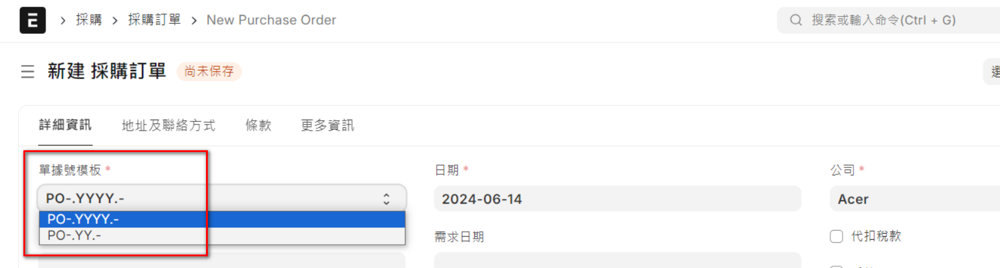 E > 採購 > 採購訂單 > New Purchase Order
搜索或輸入命令(Ctrl + G)
新建 採購訂單 尚未保存
詳細資訊 地址及聯絡方式 條款 更多資訊
單據號模板 *
PO-.YYYY.-
PO-.YYYY.-
PO-.YY.-
日期 *
2024-06-14
需求日期
公司 *
Acer
代扣稅款